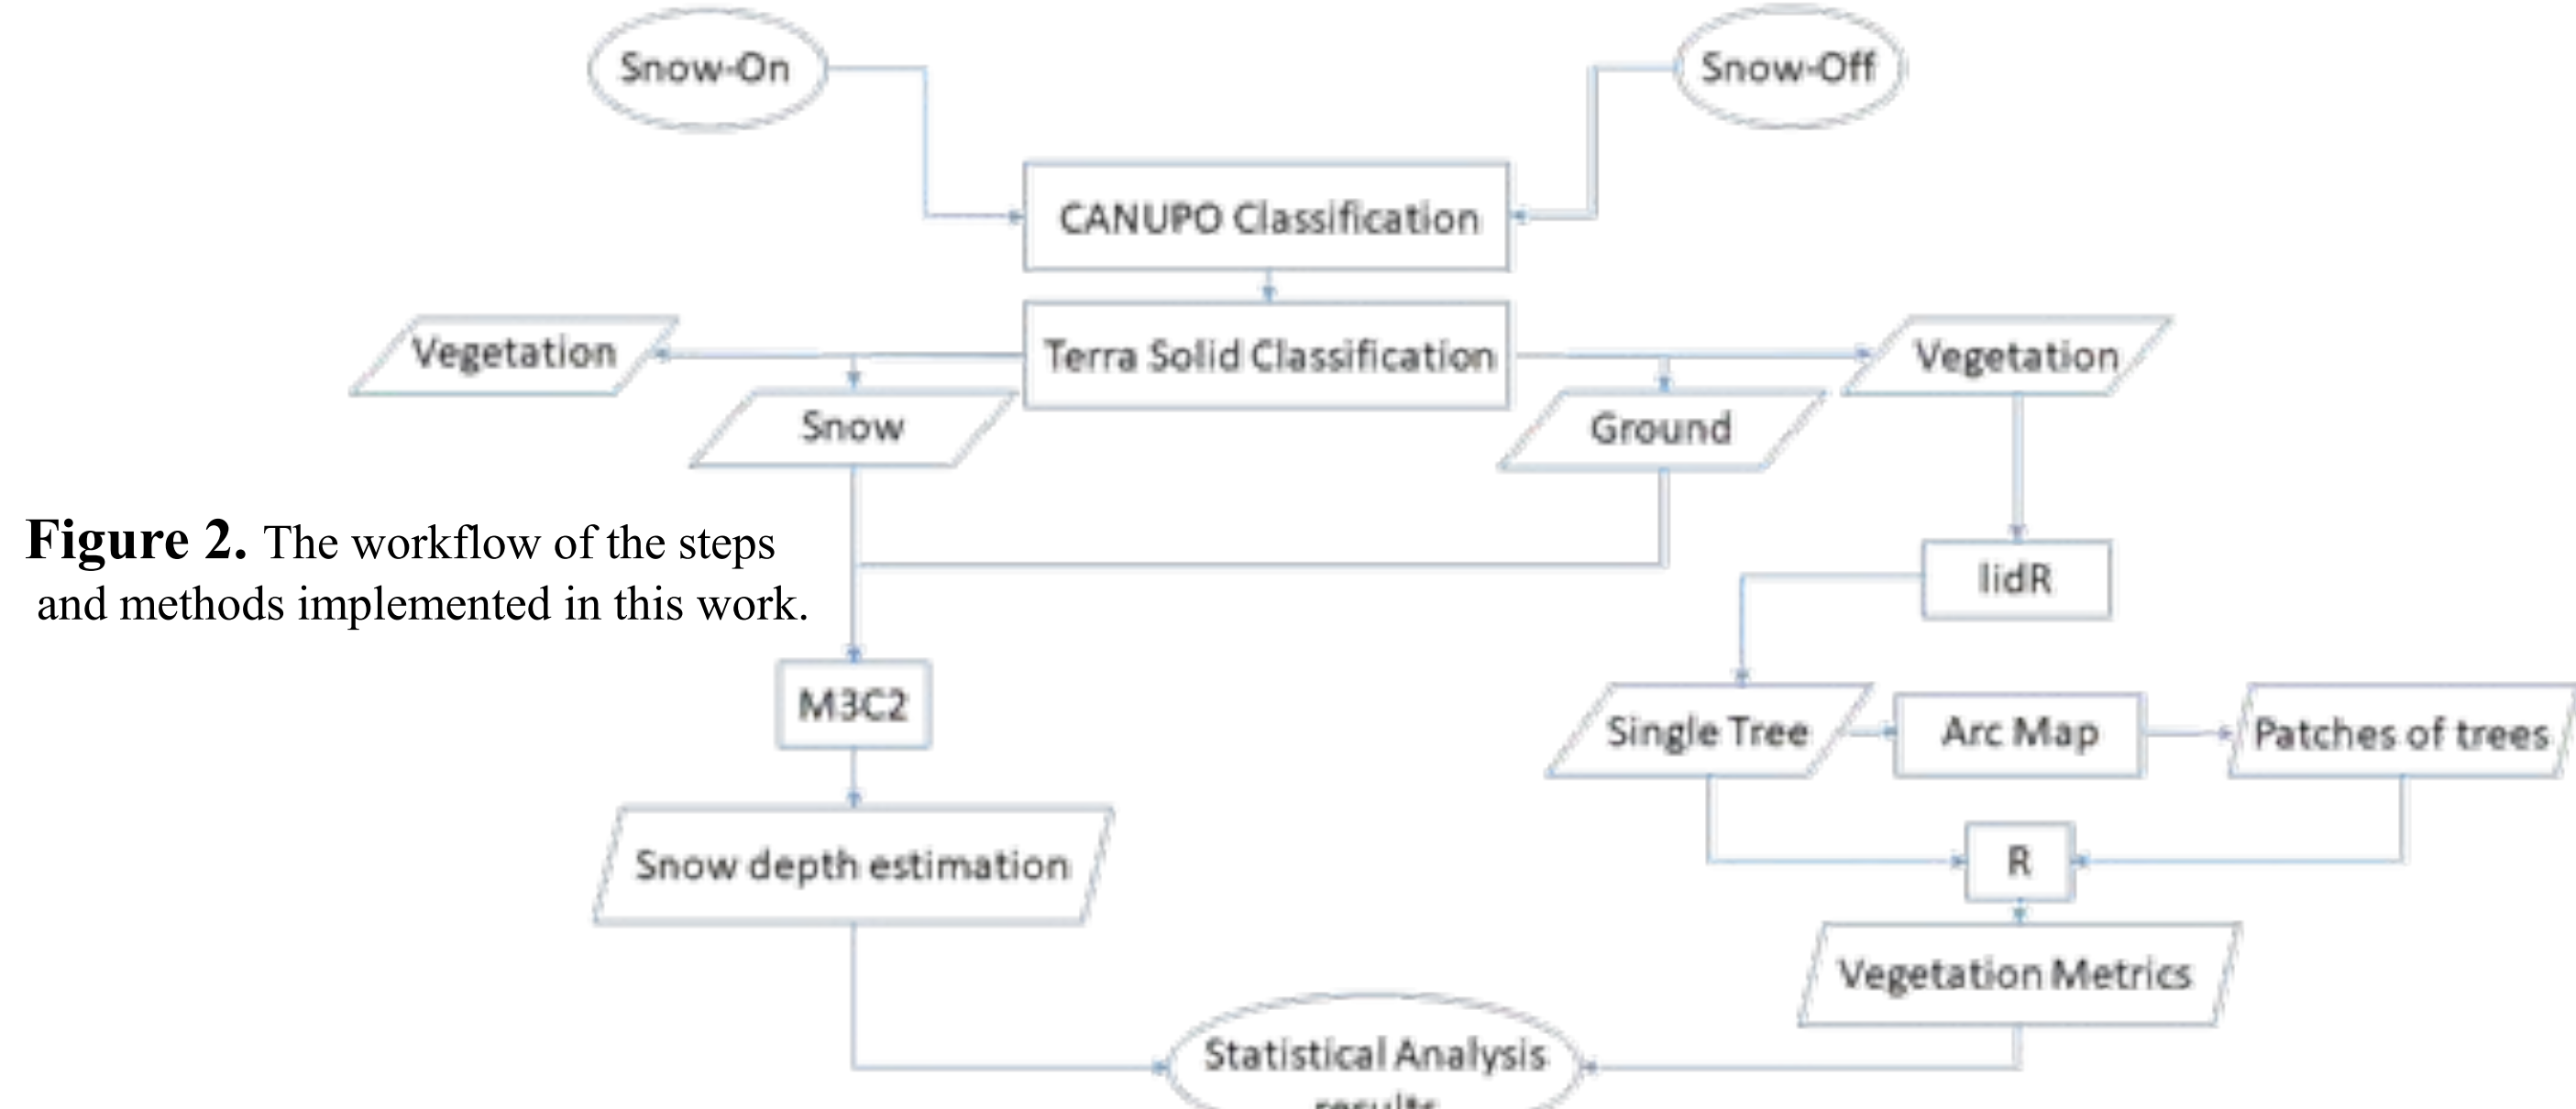 Snow-On
Snow-Off
CANUPO Classification
Vegetation
Terra Solid Classification
Vegetation
Snow
Ground
Figure 2. The workflow of the steps
and methods implemented in this work.
lidR
M3C2
Single Tree
Arc Map
Patches of trees
Snow depth estimation
R
Vegetation Metrics
Statistical Analysis
results